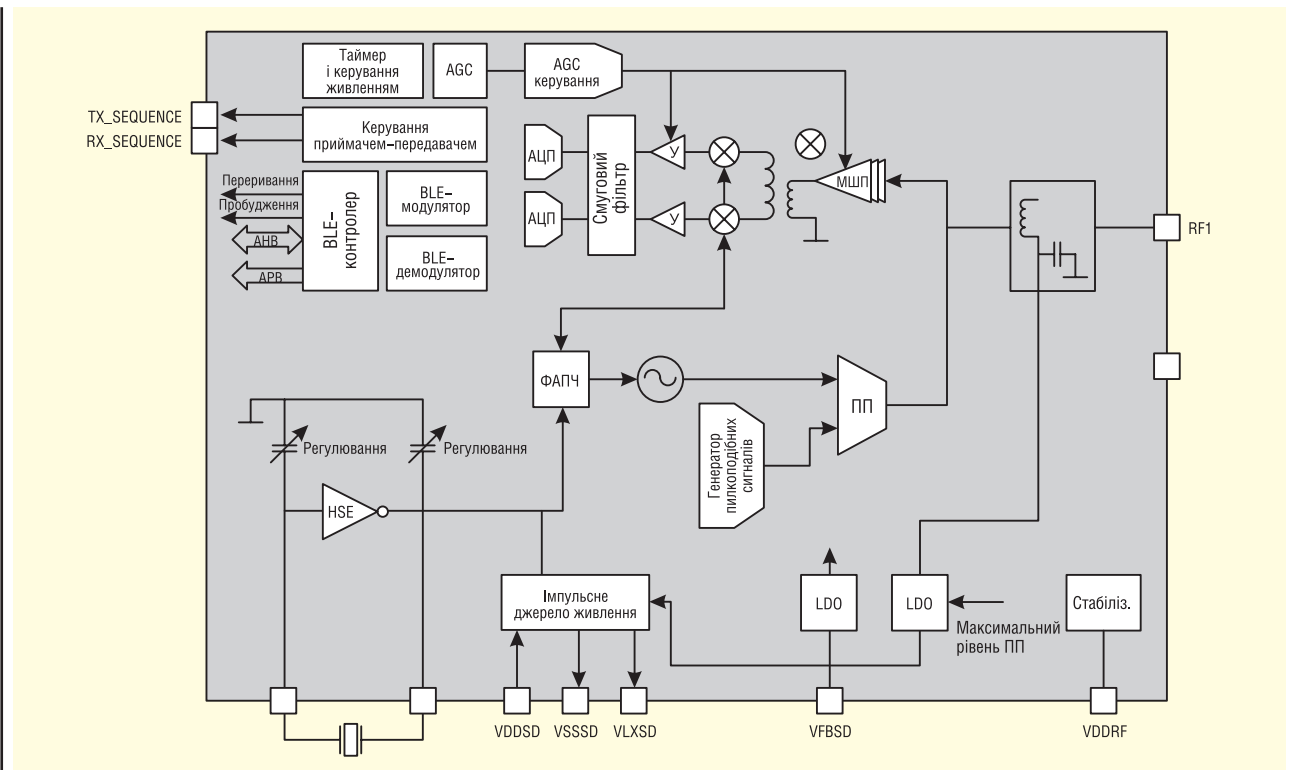 Таймер
і керування
живленням
AGC
AGC
керування
TX_SEQUENCE
RX_SEQUENCE
Керування
приймачем–передавачем
АЦП
АЦП
Смуговий
фільтр
У
У
МШП
Переривання
Пробудження
AHB
APB
BLE–
контролер
BLE–
модулятор
BLE–
демодулятор
RF1
ФАПЧ
ПП
Регулювання
Регулювання
Генератор
пилкоподібних
сигналів
HSE
Імпульсне
джерело живлення
LDO
LDO
Стабіліз.
Максимальний
рівень ПП
VDDSD
VSSSD
VLXSD
VFBSD
VDDRF